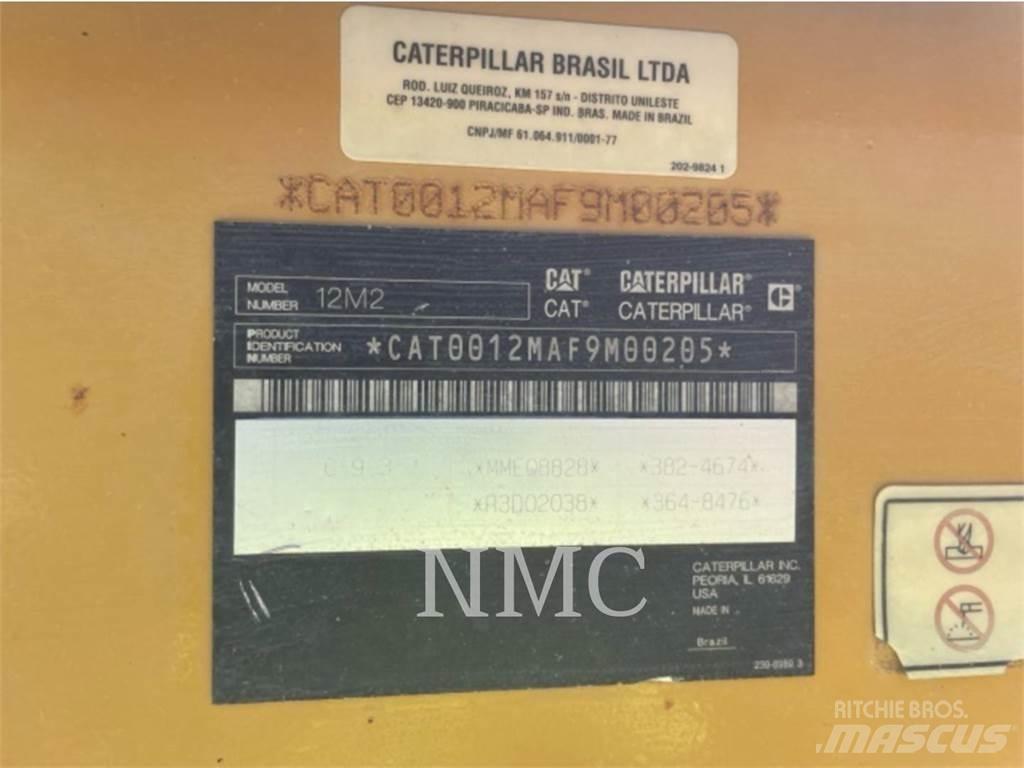 CATERPILLAR BRASIL LTDA
ROD. LUIZ QUEIROZ, KM 157 s/n - DISTRITO UNILESTE
CEP 13420-900 PIRACICABA-SP IND. BRAS. MADE IN BRAZIL
CNPJ/MF 61.064.911/0001-77
202-9824 1
*CAT0012MAF9M00205*
MODEL NUMBER 12M2
CAT® CATERPILLAR®
CAT® CATERPILLAR®
PRODUCT
IDENTIFICATION
NUMBER
*CAT0012MAF9M00205*
*MMEQ8828* *382-4674*
*A3D02038* *364-8476*
NMC
CATERPILLAR INC.
PEORIA, IL 61629
USA
MADE IN
Brazil
RITCHIE BROS.
MASCUS